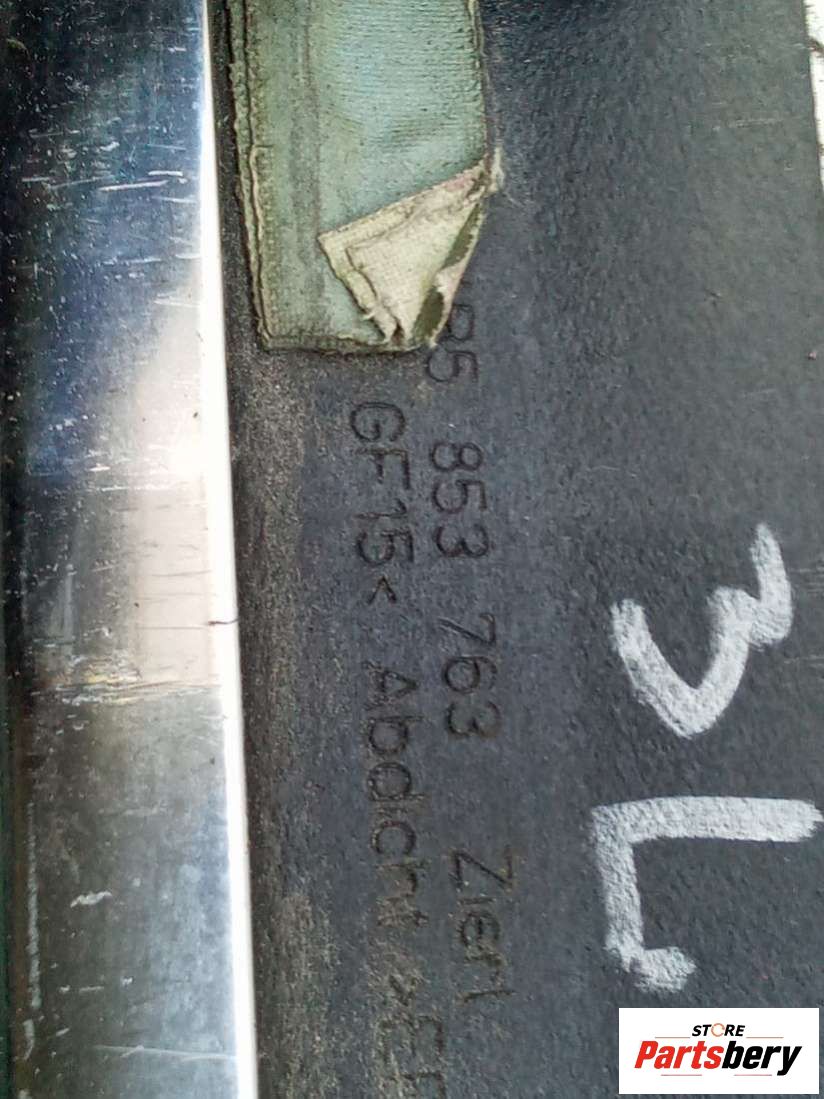 3L
853 763 Zierl
GF15< Abdicht
STORE
Partsbery